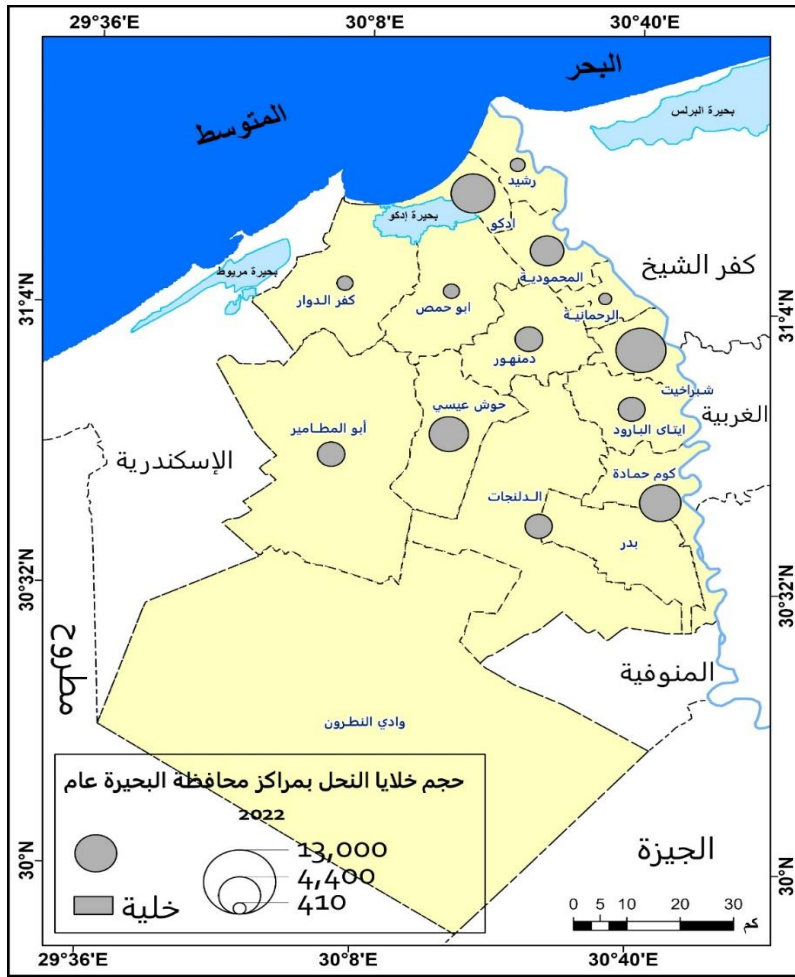 29°36'E 30°8'E 30°40'E
البحر
المتوسط
بحيرة البرلس
رشيد
بحيرة إدكو
ادكو
بحيرة مريوط
المحمودية
كفر الشيخ
31°4'N 31°4'N
كفر الدوار
ابو حمص
الرحمانية
دمنهور
شبراخيت
الغربية
حوش عيسي
ايتاى البارود
أبو المطامير
الإسكندرية
كوم حمادة
الدلنجات
بدر
30°32'N 30°32'N
مطروح
المنوفية
وادي النطرون
حجم خلايا النحل بمراكز محافظة البحيرة عام
2022
13,000
4,400
410
خلية
الجيزة
30°N 30°N
0 5 10 20 30 كم
29°36'E 30°8'E 30°40'E